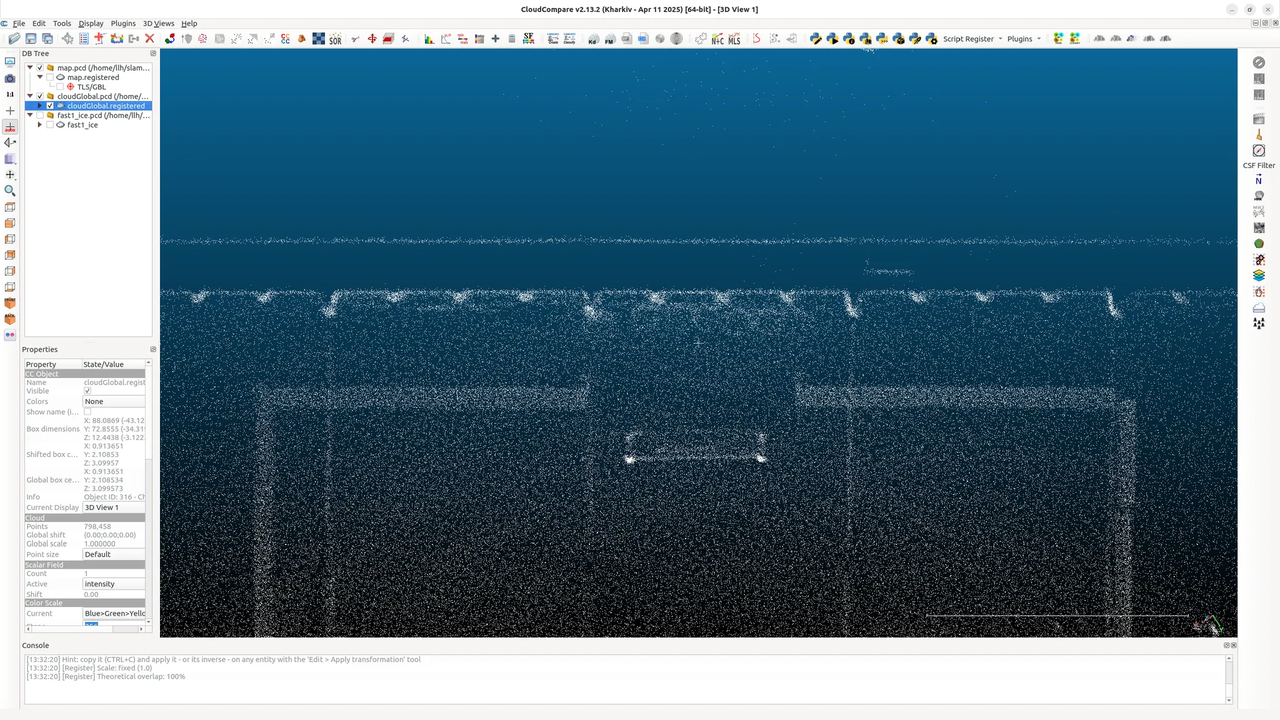 CloudCompare v2.13.2 (Kharkiv - Apr 11 2025) [64-bit] - [3D View 1]
File Edit Tools Display Plugins 3D Views Help
CC SOR SF Kd FM N+C MLS Script Register Plugins
DB Tree
map.pcd (/home/llh/slam...
map.registered
TLS/GBL
cloudGlobal.pcd (/home/...
cloudGlobal.registered
fast1_ice.pcd (/home/llh/...
fast1_ice
1:1
CSF Filter
N
Properties
Property State/Value
CC Object
Name cloudGlobal.regist
Visible
Colors None
Show name (i...
Box dimensions X: 88.0869 (-43.12
Y: 72.8555 (-34.31
Z: 12.4438 (-3.122
Shifted box c... X: 0.913651
Y: 2.10853
Z: 3.09957
Global box ce... X: 0.913651
Y: 2.108534
Z: 3.099573
Info Object ID: 316 - Ch
Current Display 3D View 1
Cloud
Points 798,458
Global shift (0.00;0.00;0.00)
Global scale 1.000000
Point size Default
Scalar Field
Count 1
Active intensity
Shift 0.00
Color Scale
Current Blue>Green>Yello
Console
[13:32:20] Hint: copy it (CTRL+C) and apply it - or its inverse - on any entity with the 'Edit > Apply transformation' tool
[13:32:20] [Register] Scale: fixed (1.0)
[13:32:20] [Register] Theoretical overlap: 100%